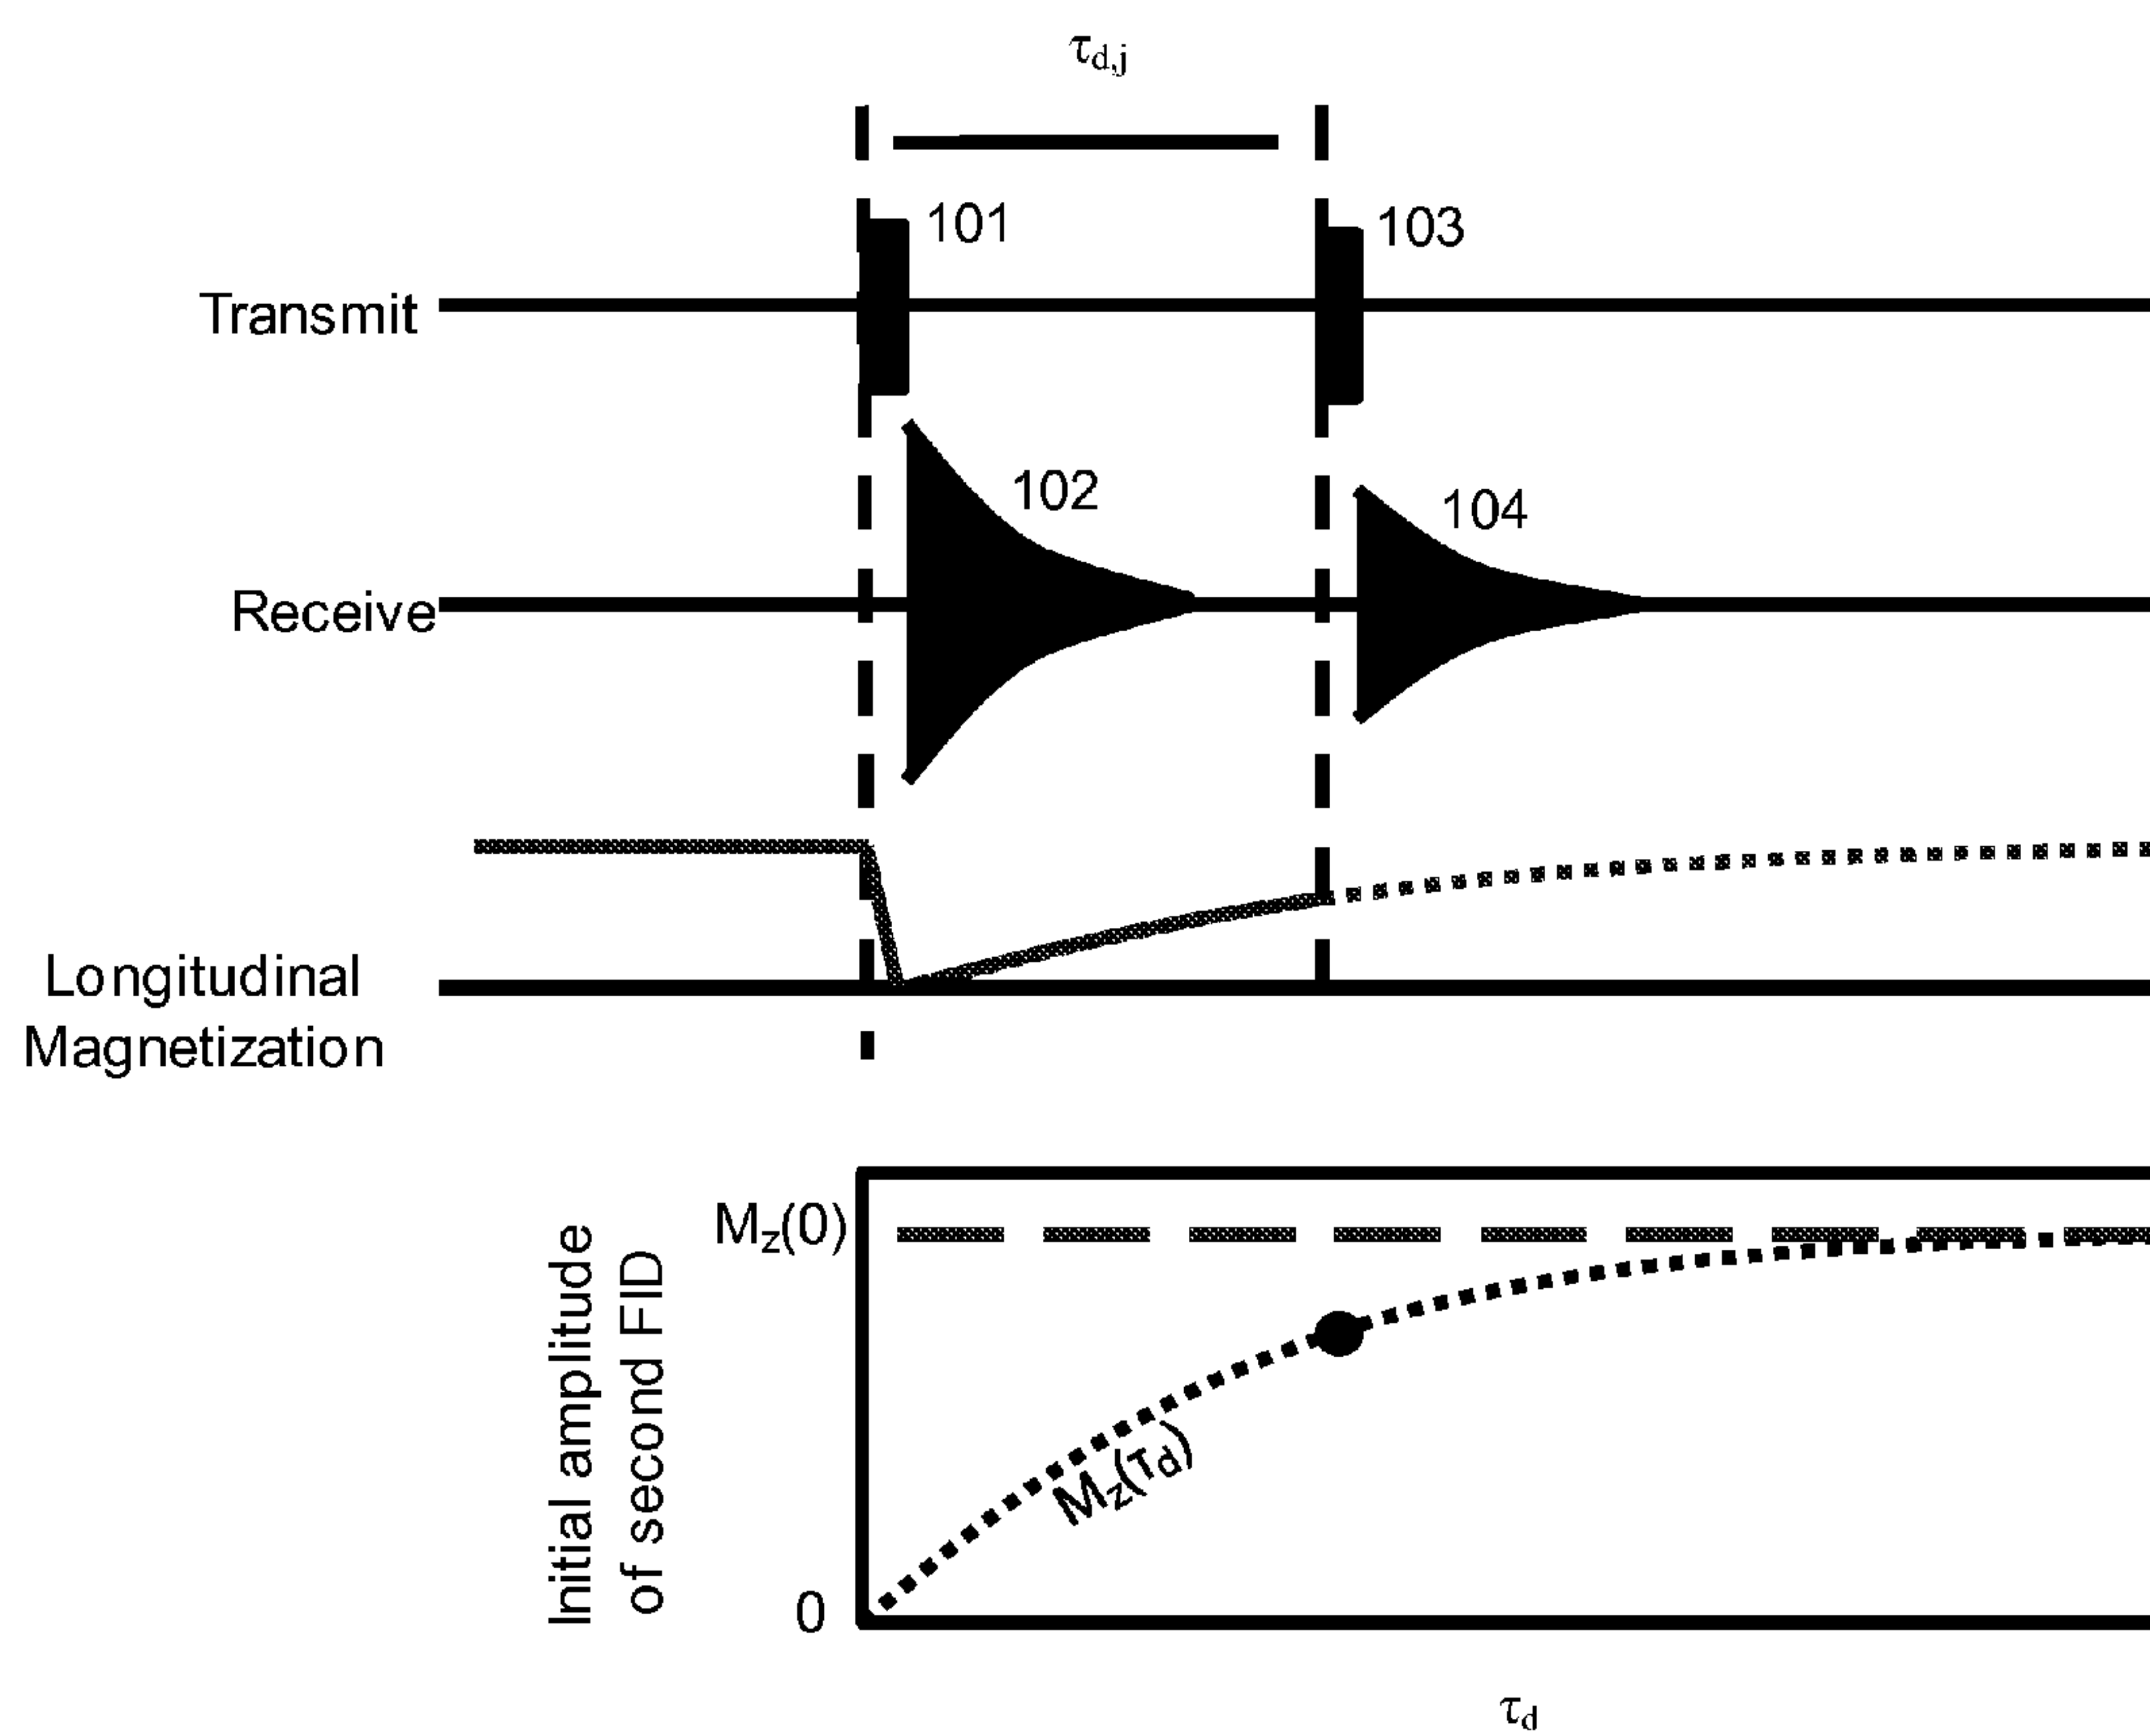 τd,j
101
103
Transmit
102
104
Receive
Longitudinal
Magnetization
Mz(0)
Initial amplitude
of second FID
Mz(τd)
0
τd